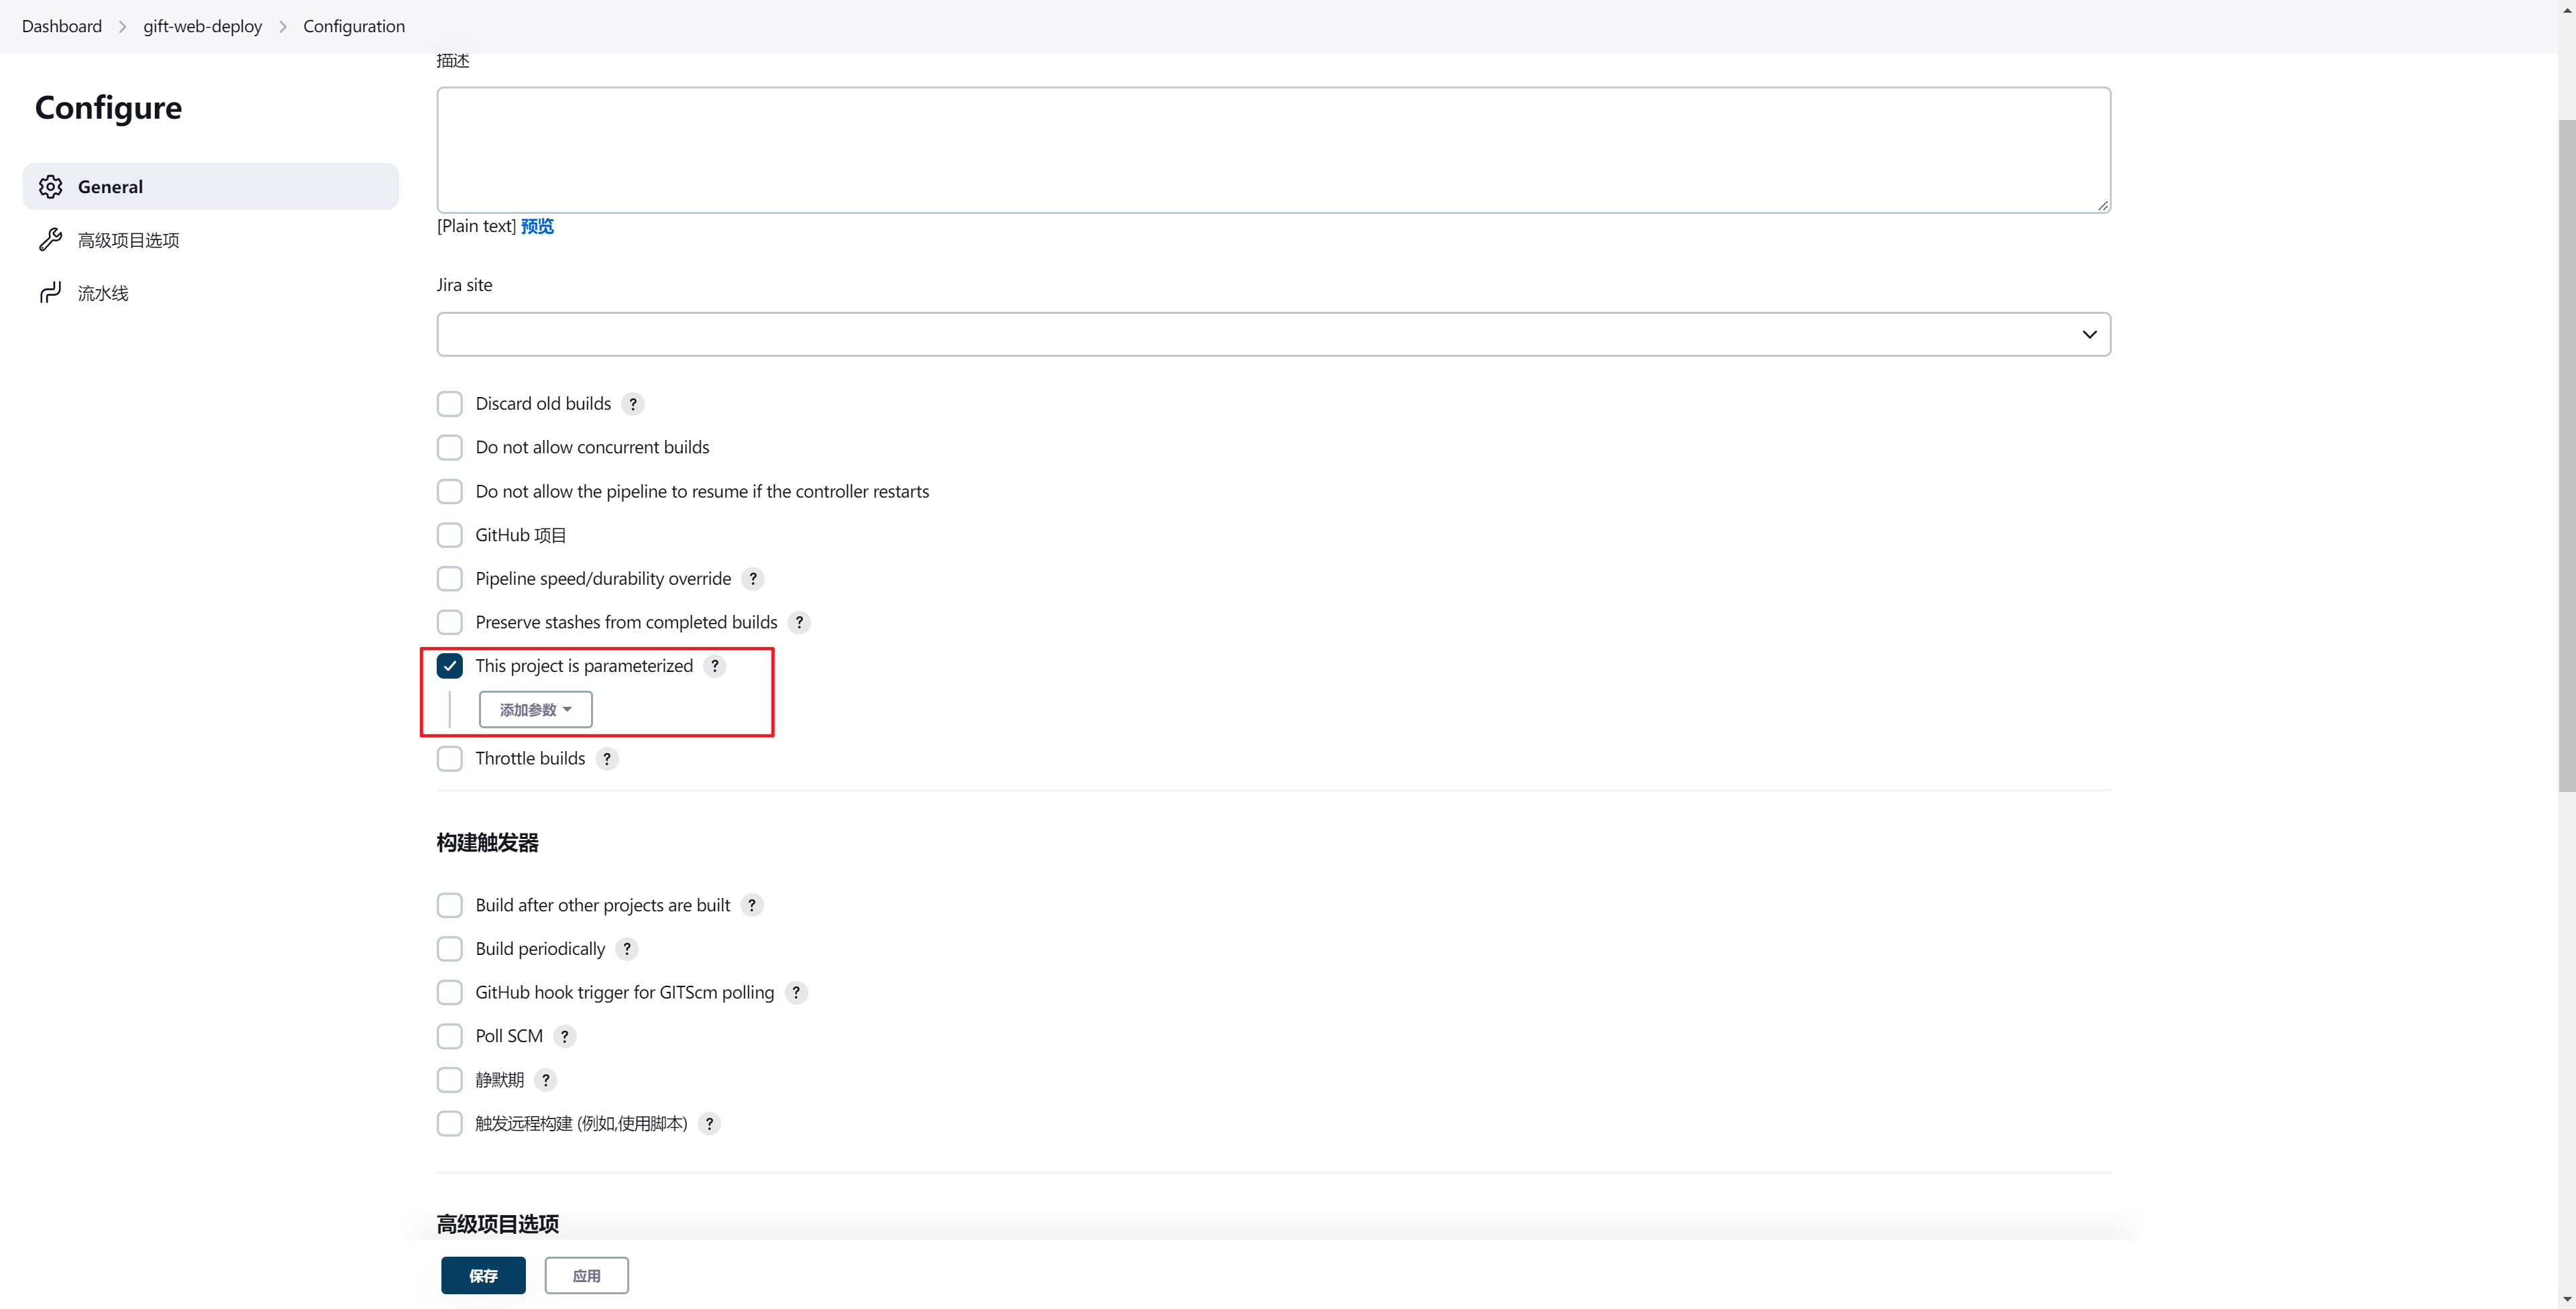 Dashboard > gift-web-deploy > Configuration
Configure
General
高级项目选项
流水线
描述
[Plain text] 预览
Jira site
Discard old builds ?
Do not allow concurrent builds
Do not allow the pipeline to resume if the controller restarts
GitHub 项目
Pipeline speed/durability override ?
Preserve stashes from completed builds ?
This project is parameterized ?
添加参数
Throttle builds ?
构建触发器
Build after other projects are built ?
Build periodically ?
GitHub hook trigger for GITScm polling ?
Poll SCM ?
静默期 ?
触发远程构建 (例如,使用脚本) ?
高级项目选项
保存 应用